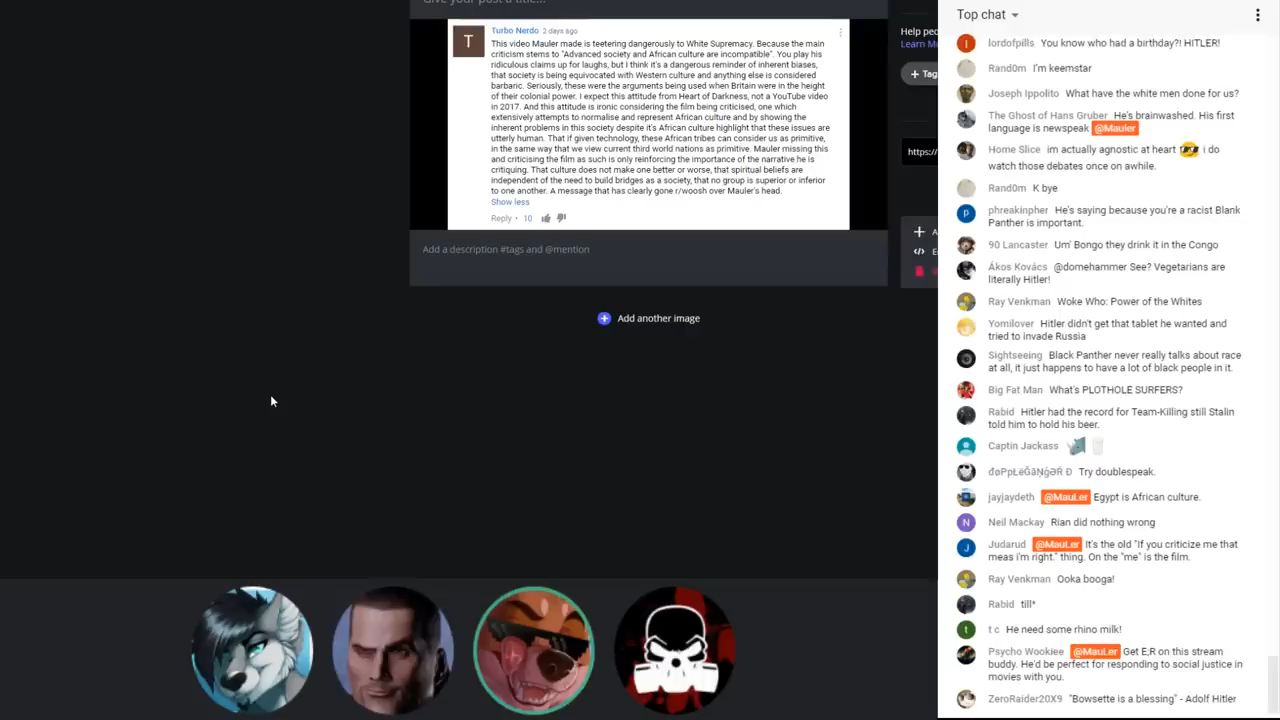 Give your post a title...
T
Turbo Nerdo 2 days ago
This video Mauler made is teetering dangerously to White Supremacy. Because the main
criticism stems to "Advanced society and African culture are incompatible". You play his
ridiculous claims up for laughs, but I think it's a dangerous reminder of inherent biases,
that society is being equivocated with Western culture and anything else is considered
barbaric. Seriously, these were the arguments being used when Britain were in the height
of their colonial power. I expect this attitude from Heart of Darkness, not a YouTube video
in 2017. And this attitude is ironic considering the film being criticised, one which
extensively attempts to normalise and represent African culture and by showing the
inherent problems in this society despite it's African culture highlight that these issues are
utterly human. That if given technology, these African tribes can consider us as primitive,
in the same way that we view current third world nations as primitive. Mauler missing this
and criticising the film as such is only reinforcing the importance of the narrative he is
critiquing. That culture does not make one better or worse, that spiritual beliefs are
independent of the need to build bridges as a society, that no group is superior or inferior
to one another. A message that has clearly gone r/woosh over Mauler's head.
Show less
Reply · 10
Add a description #tags and @mention
Add another image
Help peo
Learn M
+ Tag
https://
Top chat
lordofpills You know who had a birthday?! HITLER!
Rand0m I'm keemstar
Joseph Ippolito What have the white men done for us?
The Ghost of Hans Gruber He's brainwashed. His first
language is newspeak @Mauler
Home Slice im actually agnostic at heart i do
watch those debates once on awhile.
Rand0m K bye
phreakinpher He's saying because you're a racist Blank
Panther is important.
90 Lancaster Um' Bongo they drink it in the Congo
Ákos Kovács @domehammer See? Vegetarians are
literally Hitler!
Ray Venkman Woke Who: Power of the Whites
Yomilover Hitler didn't get that tablet he wanted and
tried to invade Russia
Sightseeing Black Panther never really talks about race
at all, it just happens to have a lot of black people in it.
Big Fat Man What's PLOTHOLE SURFERS?
Rabid Hitler had the record for Team-Killing still Stalin
told him to hold his beer.
Captin Jackass
Try doublespeak.
jayjaydeth @MauLer Egypt is African culture.
Neil Mackay Rian did nothing wrong
Judarud @MauLer It's the old "If you criticize me that
meas i'm right." thing. On the "me" is the film.
Ray Venkman Ooka booga!
Rabid till*
t c He need some rhino milk!
Psycho Wookiee @MauLer Get E;R on this stream
buddy. He'd be perfect for responding to social justice in
movies with you.
ZeroRaider20X9 "Bowsette is a blessing" - Adolf Hitler